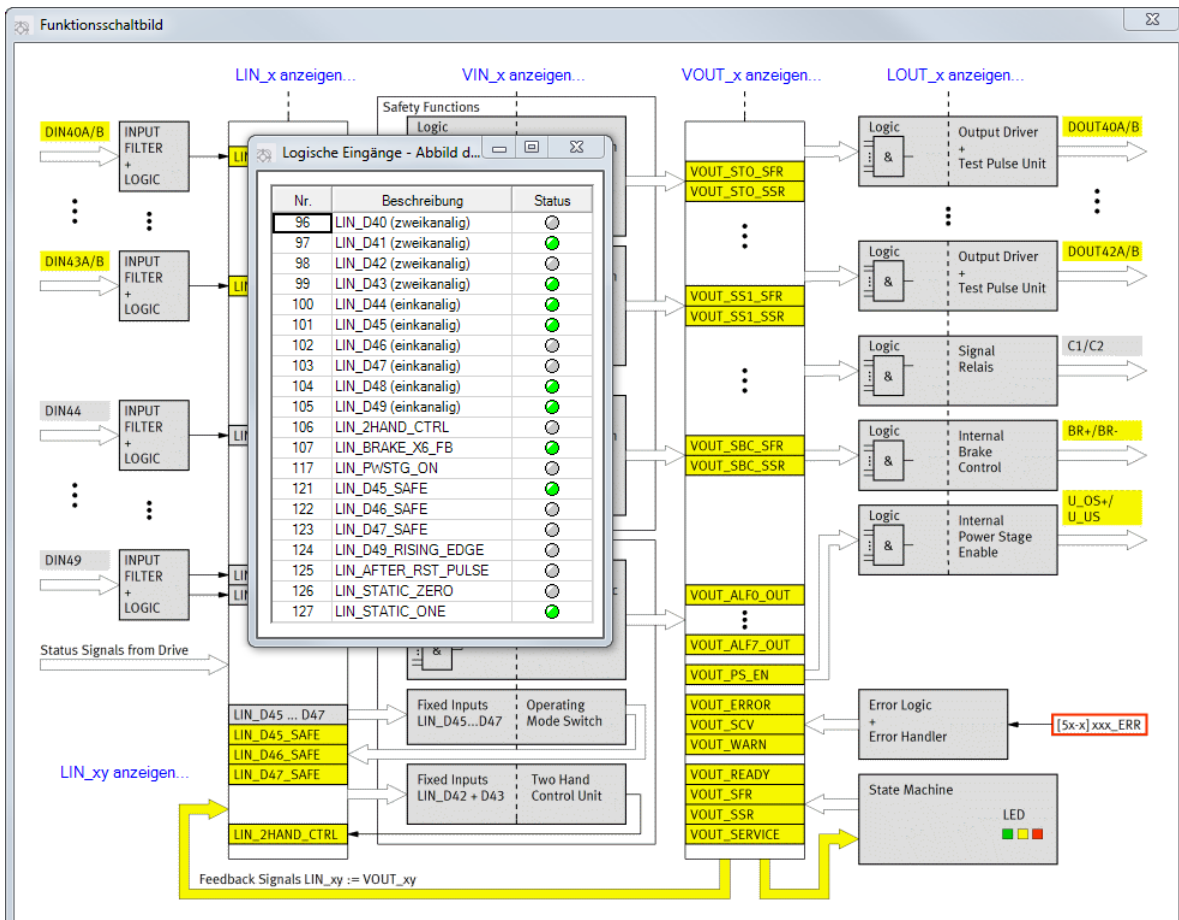 Funktionsschaltbild
LIN_x anzeigen...
VIN_x anzeigen...
VOUT_x anzeigen...
LOUT_x anzeigen...
Safety Functions
Logic
DIN40A/B
INPUT
FILTER
+
LOGIC
DIN43A/B
INPUT
FILTER
+
LOGIC
DIN44
INPUT
FILTER
+
LOGIC
DIN49
INPUT
FILTER
+
LOGIC
Status Signals from Drive
Logische Eingänge - Abbild d...
Nr. Beschreibung Status
96 LIN_D40 (zweikanalig)
97 LIN_D41 (zweikanalig)
98 LIN_D42 (zweikanalig)
99 LIN_D43 (zweikanalig)
100 LIN_D44 (einkanalig)
101 LIN_D45 (einkanalig)
102 LIN_D46 (einkanalig)
103 LIN_D47 (einkanalig)
104 LIN_D48 (einkanalig)
105 LIN_D49 (einkanalig)
106 LIN_2HAND_CTRL
107 LIN_BRAKE_X6_FB
117 LIN_PWSTG_ON
121 LIN_D45_SAFE
122 LIN_D46_SAFE
123 LIN_D47_SAFE
124 LIN_D49_RISING_EDGE
125 LIN_AFTER_RST_PULSE
126 LIN_STATIC_ZERO
127 LIN_STATIC_ONE
&
LIN_D45 ... D47
LIN_D45_SAFE
LIN_D46_SAFE
LIN_D47_SAFE
LIN_2HAND_CTRL
LIN_xy anzeigen...
Fixed Inputs
LIN_D45...D47
Operating
Mode Switch
Fixed Inputs
LIN_D42 + D43
Two Hand
Control Unit
Feedback Signals LIN_xy := VOUT_xy
VOUT_STO_SFR
VOUT_STO_SSR
VOUT_SS1_SFR
VOUT_SS1_SSR
VOUT_SBC_SFR
VOUT_SBC_SSR
VOUT_ALF0_OUT
VOUT_ALF7_OUT
VOUT_PS_EN
VOUT_ERROR
VOUT_SCV
VOUT_WARN
VOUT_READY
VOUT_SFR
VOUT_SSR
VOUT_SERVICE
Logic
&
Output Driver
+
Test Pulse Unit
DOUT40A/B
Logic
&
Output Driver
+
Test Pulse Unit
DOUT42A/B
Logic
&
Signal
Relais
C1/C2
Logic
&
Internal
Brake
Control
BR+/BR-
Logic
&
Internal
Power Stage
Enable
U_OS+/
U_US
Error Logic
+
Error Handler
[5x-x] xxx_ERR
State Machine
LED